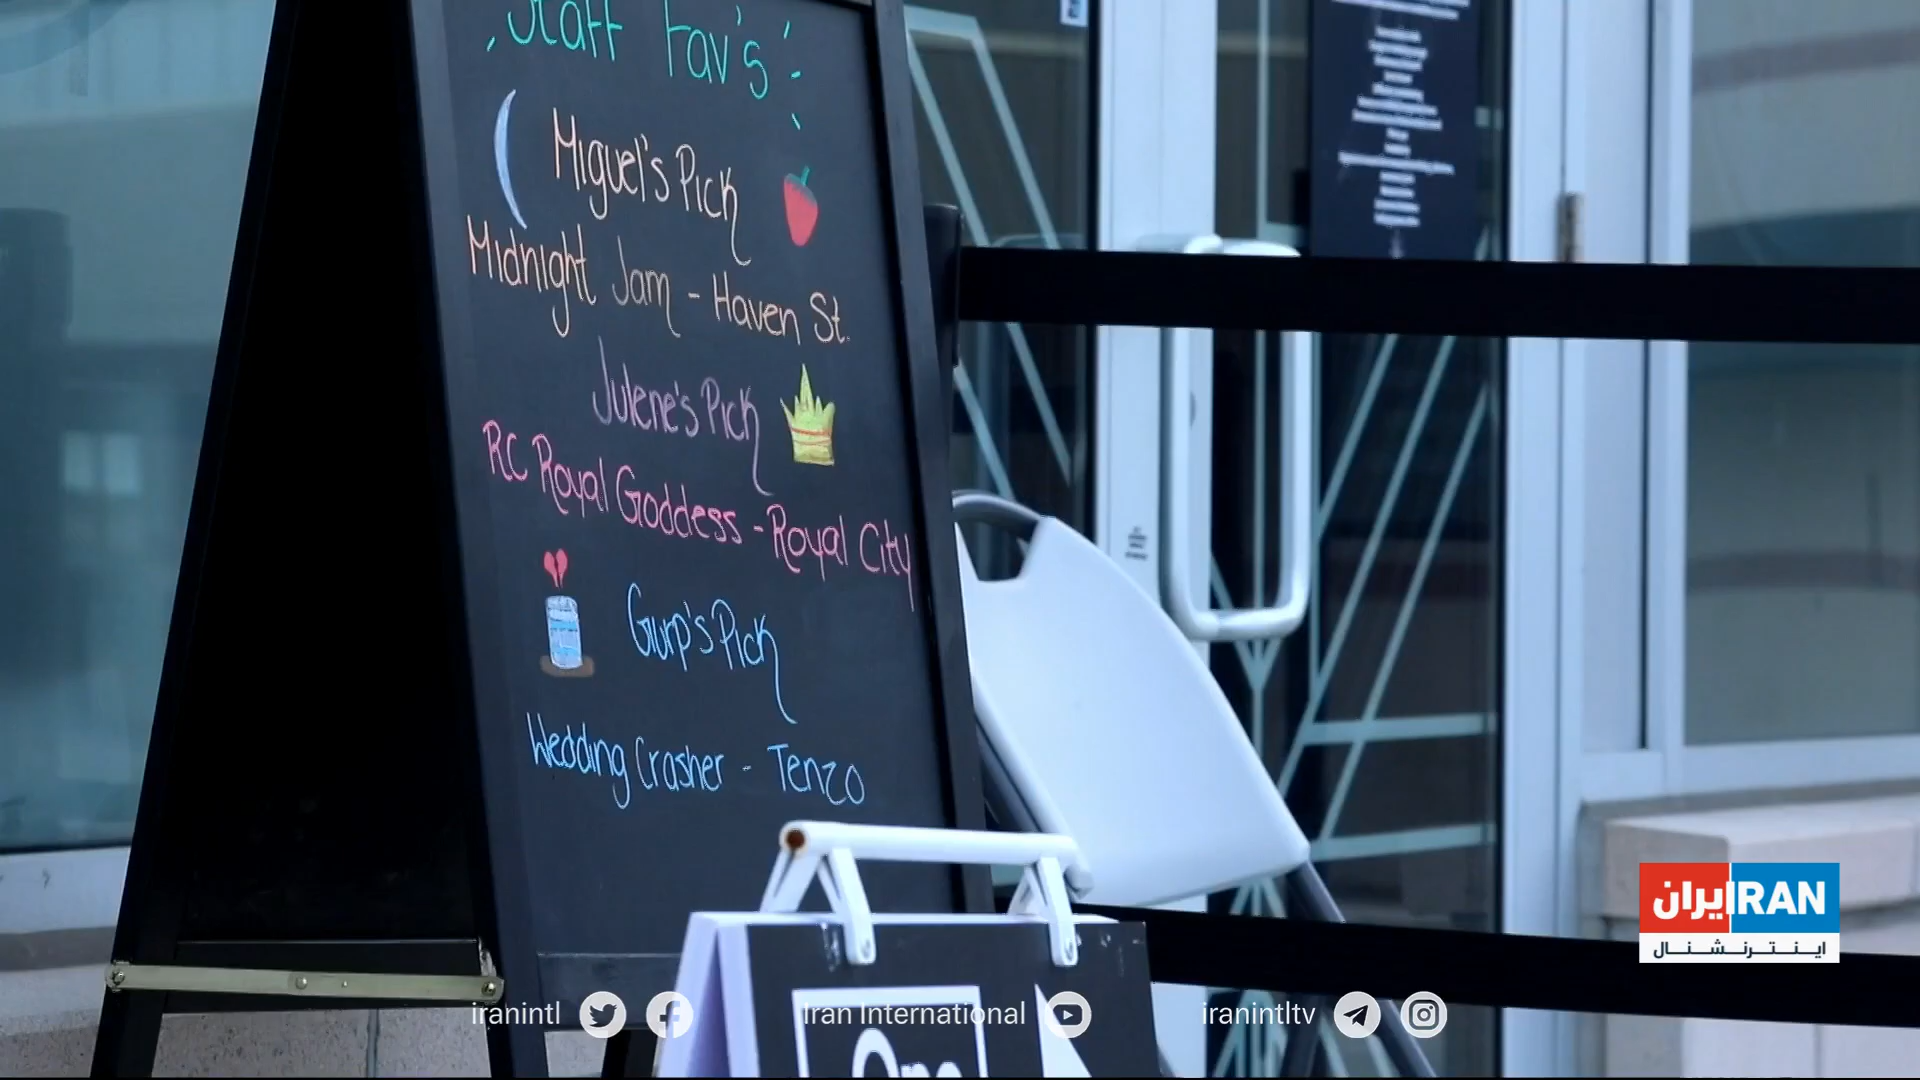 Staff Fav's
Miguel's Pick
Midnight Jam - Haven St.
Julene's Pick
RC Royal Goddess - Royal City
Gurp's Pick
Wedding Crasher - Tenzo
ایران IRAN
اینترنشنال
iranintl
Iran International
iranintltv